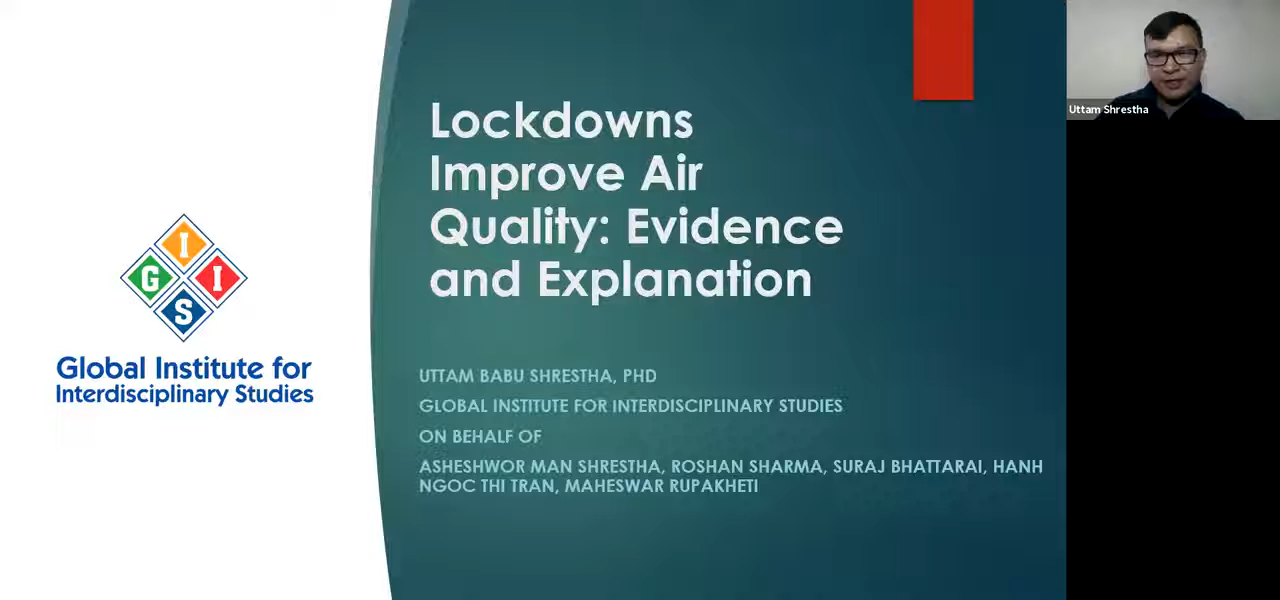 Lockdowns
Improve Air
Quality: Evidence
and Explanation
I
G I
S
Global Institute for
Interdisciplinary Studies
UTTAM BABU SHRESTHA, PHD
GLOBAL INSTITUTE FOR INTERDISCIPLINARY STUDIES
ON BEHALF OF
ASHESHWOR MAN SHRESTHA, ROSHAN SHARMA, SURAJ BHATTARAI, HANH
NGOC THI TRAN, MAHESWAR RUPAKHETI
Uttam Shrestha